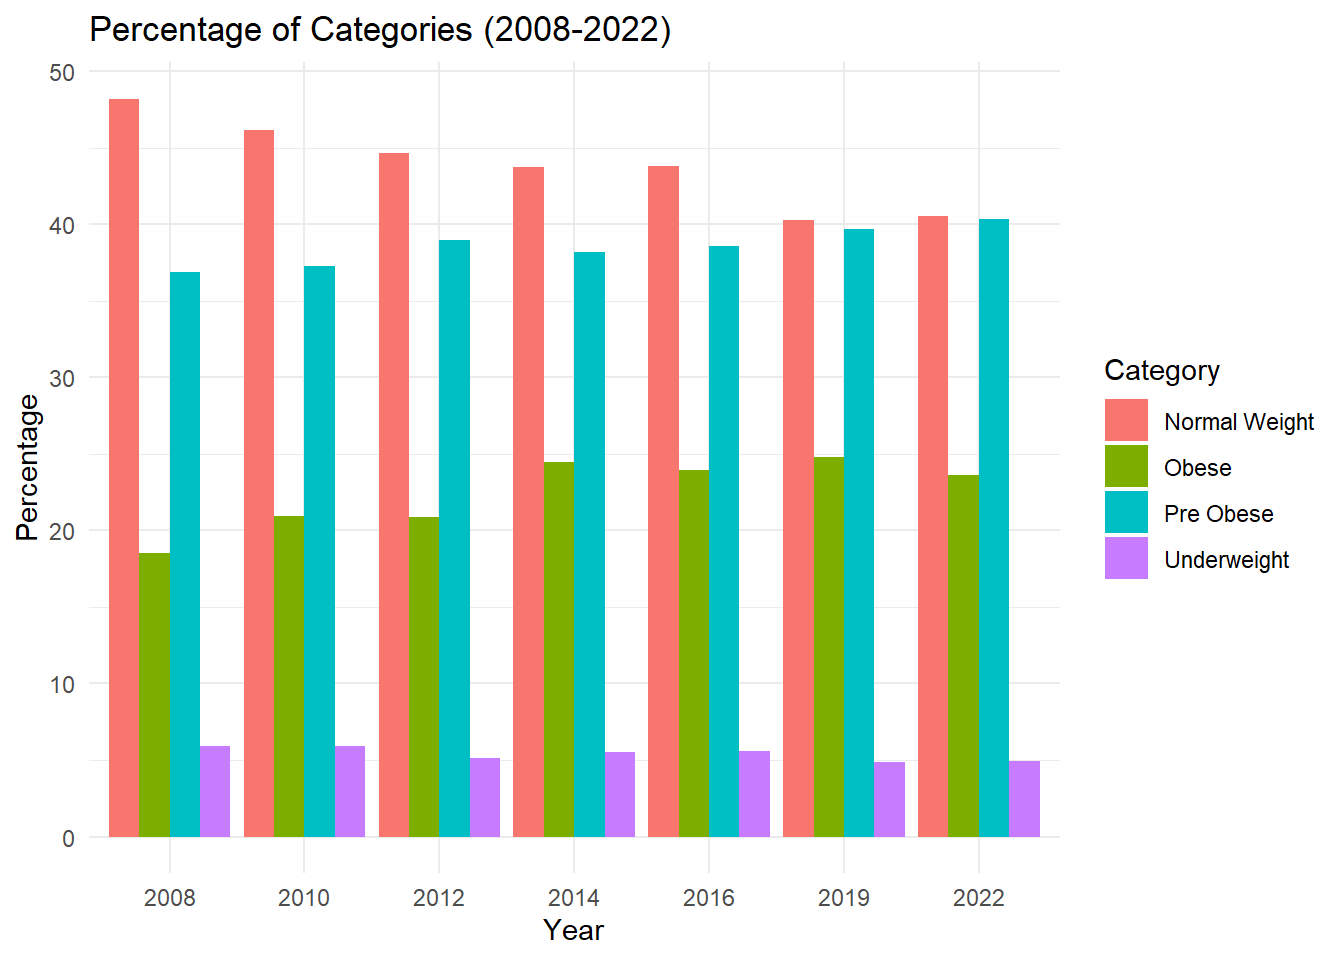 Percentage of Categories (2008-2022)
50
40
30
20
10
0
Percentage
2008 2010 2012 2014 2016 2019 2022
Year
Category
Normal Weight
Obese
Pre Obese
Underweight